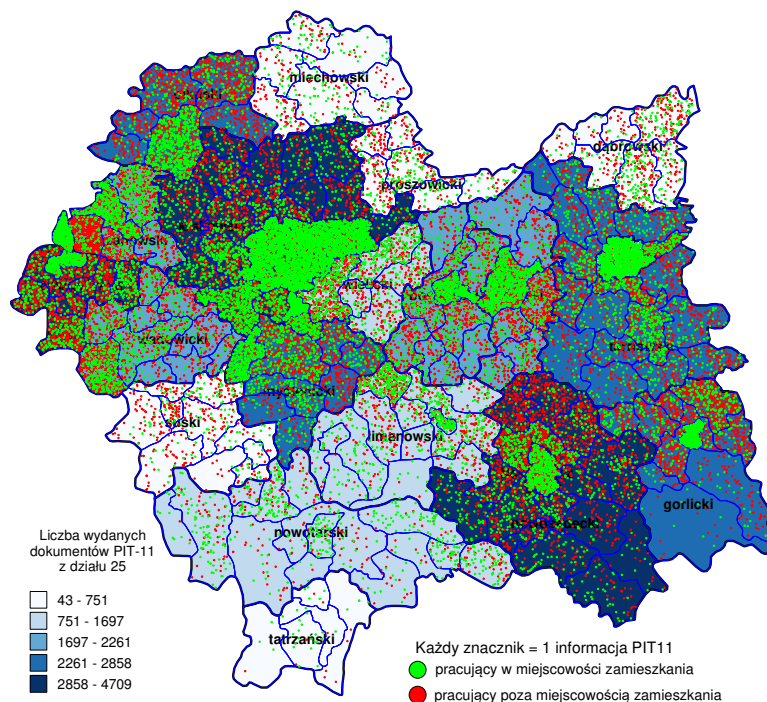 miechowski
dąbrowski
proszowicki
wadowicki
suski
limanowski
gorlicki
nowotarski
tatrzański
Liczba wydanych
dokumentów PIT-11
z działu 25
43 - 751
751 - 1697
1697 - 2261
2261 - 2858
2858 - 4709
Każdy znacznik = 1 informacja PIT11
pracujący w miejscowości zamieszkania
pracujący poza miejscowością zamieszkania